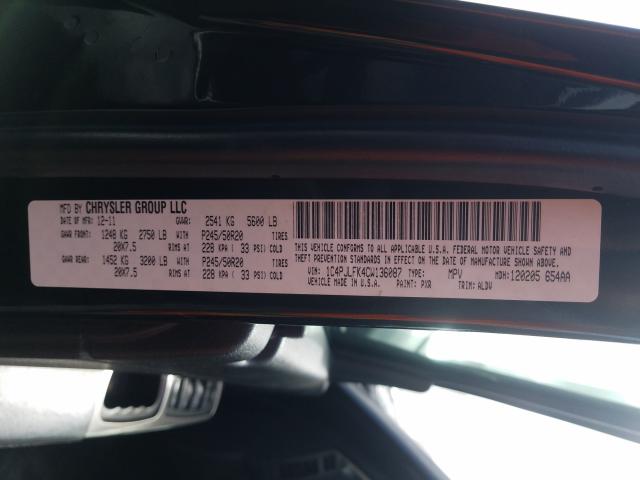 MFD BY CHRYSLER GROUP LLC
DATE OF MFR: 12-11 GVWR: 2541 KG 5600 LB
GAWR FRONT: 1248 KG 2750 LB WITH P245/50R20 TIRES
20X7.5 RIMS AT 228 KPA ( 33 PSI) COLD
GAWR REAR: 1452 KG 3200 LB WITH P245/50R20 TIRES
20X7.5 RIMS AT 228 KPA ( 33 PSI) COLD
THIS VEHICLE CONFORMS TO ALL APPLICABLE U.S.A. FEDERAL MOTOR VEHICLE SAFETY AND
THEFT PREVENTION STANDARDS IN EFFECT ON THE DATE OF MANUFACTURE SHOWN ABOVE.
VIN: 1C4PJLFK4CW136087 TYPE: MPV MDH: 120205 654AA
VEHICLE MADE IN U.S.A. PAINT: PXR TRIM: ALDV